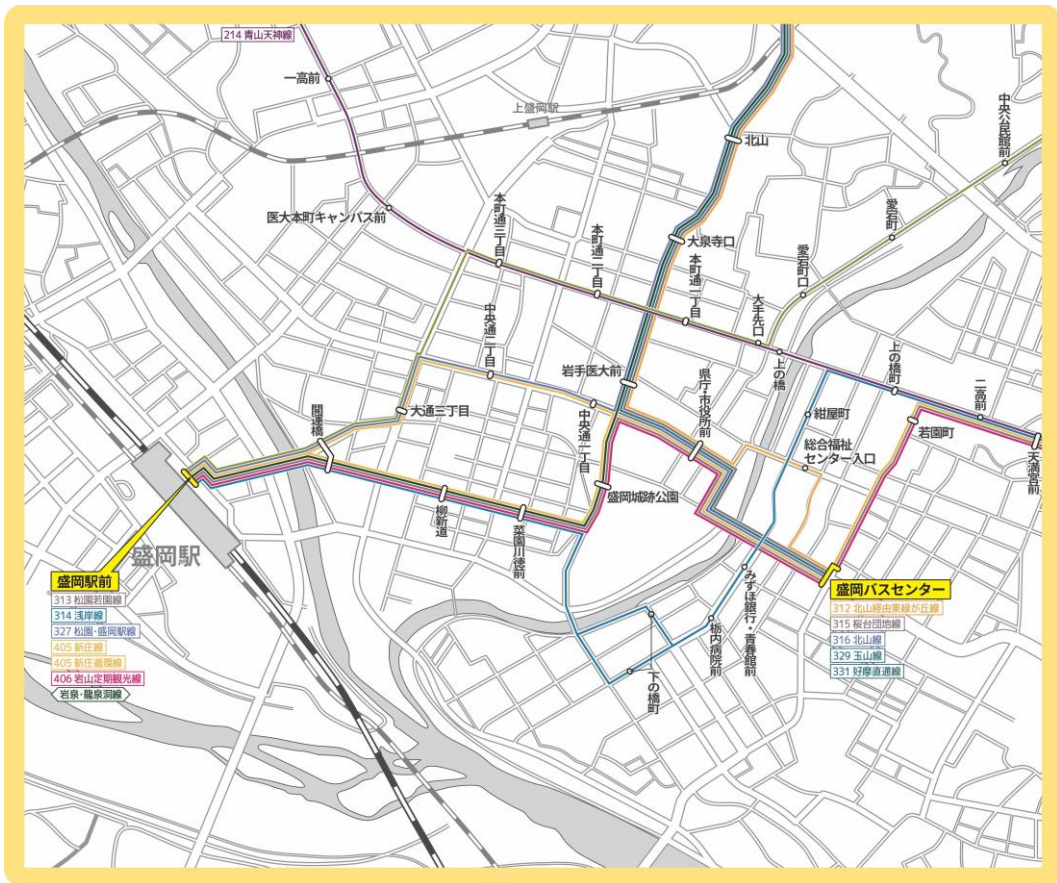 214 青山天神線
一高前
上盛岡駅
中央公民館前
北山
愛宕町
医大本町キャンパス前
本町通三丁目
大泉寺口
本町通二丁目
本町通一丁目
愛宕町口
大手先口
上の橋
中央通二丁目
岩手医大前
県庁・市役所前
上の橋町
二高前
大通三丁目
開運橋
中央通一丁目
紺屋町
若園町
総合福祉
センター入口
天満宮前
盛岡城跡公園
柳新道
菜園川徳前
盛岡駅
盛岡駅前
313 松園若園線
314 浅岸線
327 松園・盛岡駅線
405 新庄線
405 新庄循環線
406 岩山定期観光線
岩泉・龍泉洞線
みずほ銀行・青春館前
栃内病院前
下の橋町
盛岡バスセンター
312 北山経由東緑が丘線
315 桜台団地線
316 北山線
329 玉山線
331 好摩直通線